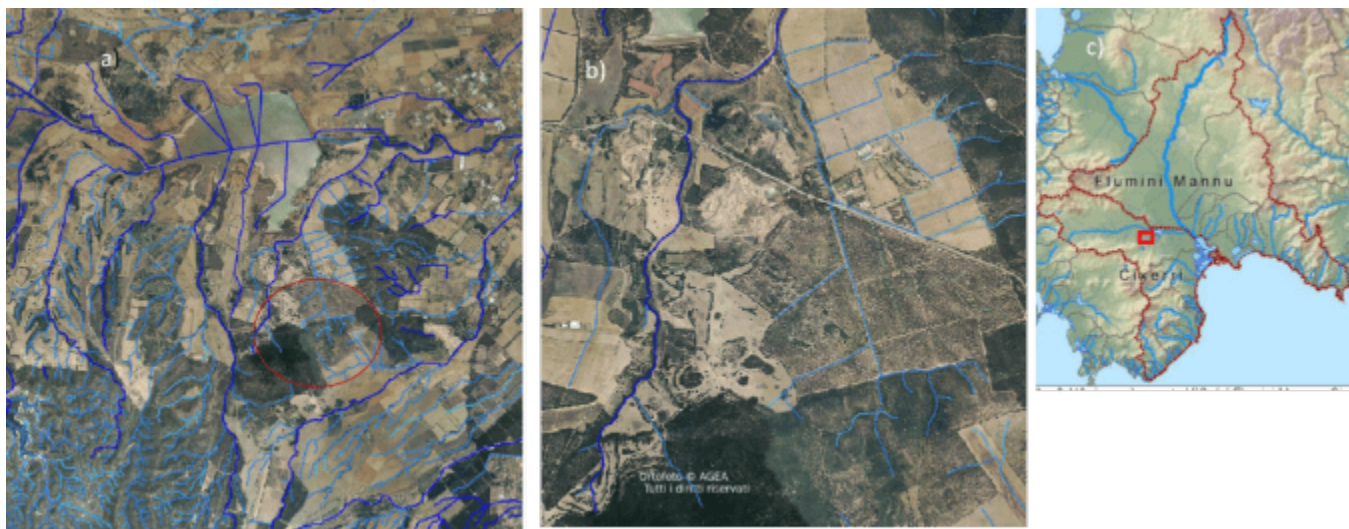 a)
b)
c)
Flumini Mannu
Cixerri
Ortofoto © AGEA
Tutti i diritti riservati